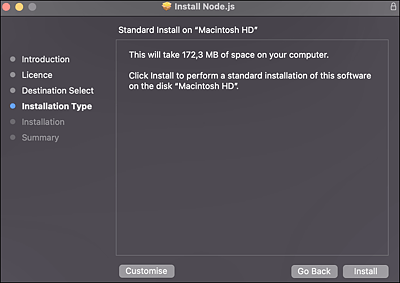 Install Node.js
Standard Install on “Macintosh HD”
Introduction
Licence
Destination Select
Installation Type
Installation
Summary
This will take 172,3 MB of space on your computer.
Click Install to perform a standard installation of this software
on the disk “Macintosh HD”.
Customise
Go Back
Install